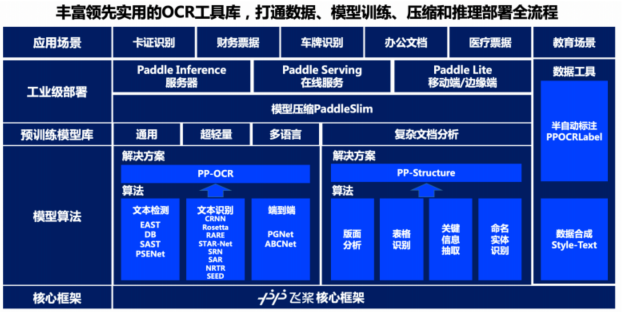 丰富领先实用的OCR工具库，打通数据、模型训练、压缩和推理部署全流程
应用场景
卡证识别
财务票据
车牌识别
办公文档
医疗票据
教育场景
工业级部署
Paddle Inference
服务器
Paddle Serving
在线服务
Paddle Lite
移动端/边缘端
模型压缩PaddleSlim
预训练模型库
通用
超轻量
多语言
复杂文档分析
模型算法
解决方案
PP-OCR
算法
文本检测
EAST
DB
SAST
PSENet
文本识别
CRNN
Rosetta
RARE
STAR-Net
SRN
SAR
NRTR
SEED
端到端
PGNet
ABCNet
解决方案
PP-Structure
算法
版面
分析
表格
识别
关键
信息
抽取
命名
实体
识别
数据工具
半自动标注
PPOCRLabel
数据合成
Style-Text
核心框架
飞桨 核心框架